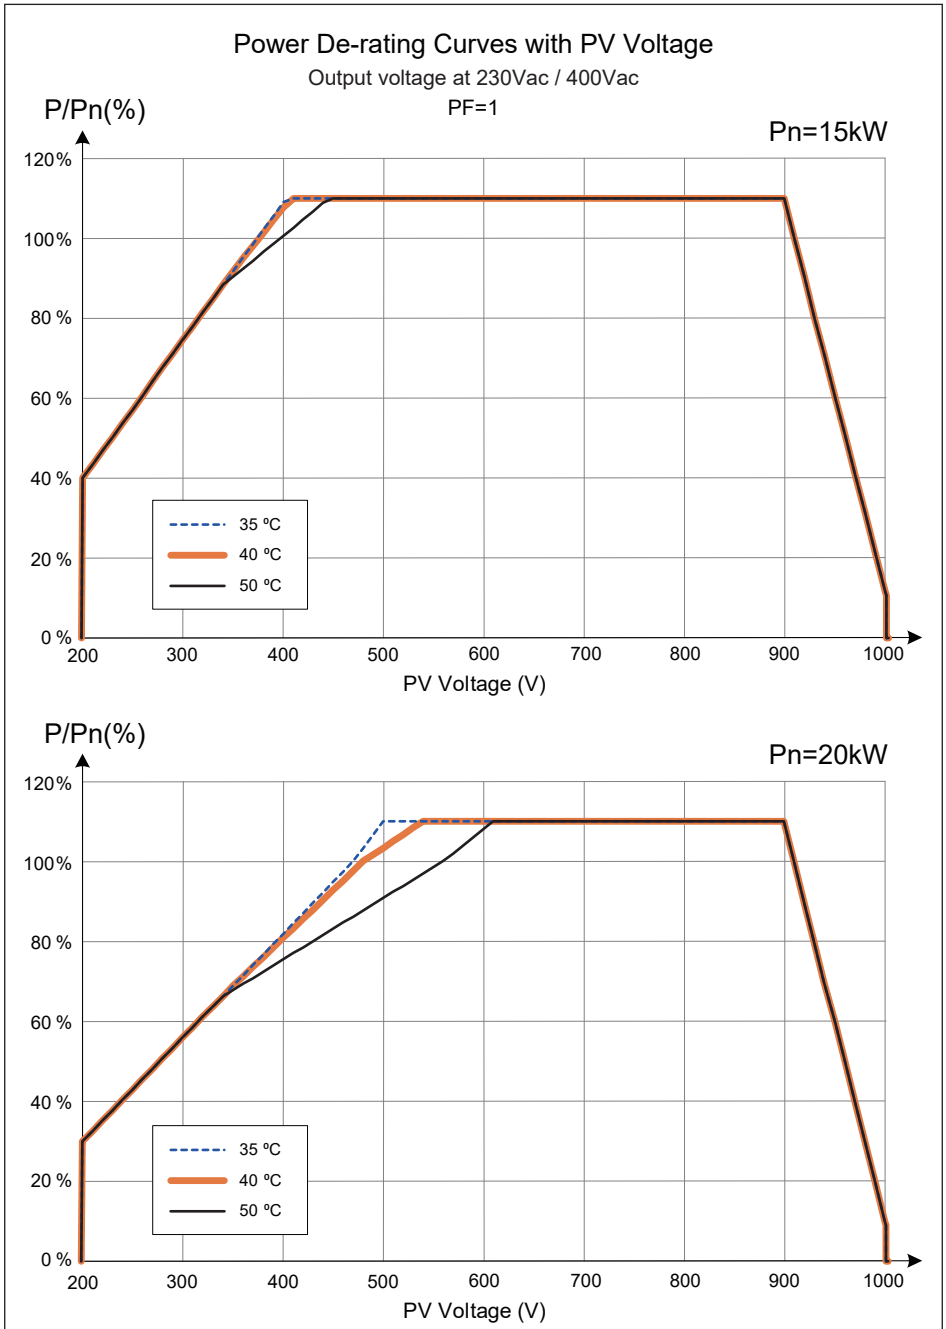 Power De-rating Curves with PV Voltage
Output voltage at 230Vac / 400Vac
PF=1
P/Pn(%)
Pn=15kW
120%
100%
80 %
60 %
40 %
20 %
0 %
35 ºC
40 ºC
50 ºC
200 300 400 500 600 700 800 900 1000
PV Voltage (V)
P/Pn(%)
Pn=20kW
120%
100%
80 %
60 %
40 %
20 %
0 %
35 ºC
40 ºC
50 ºC
200 300 400 500 600 700 800 900 1000
PV Voltage (V)